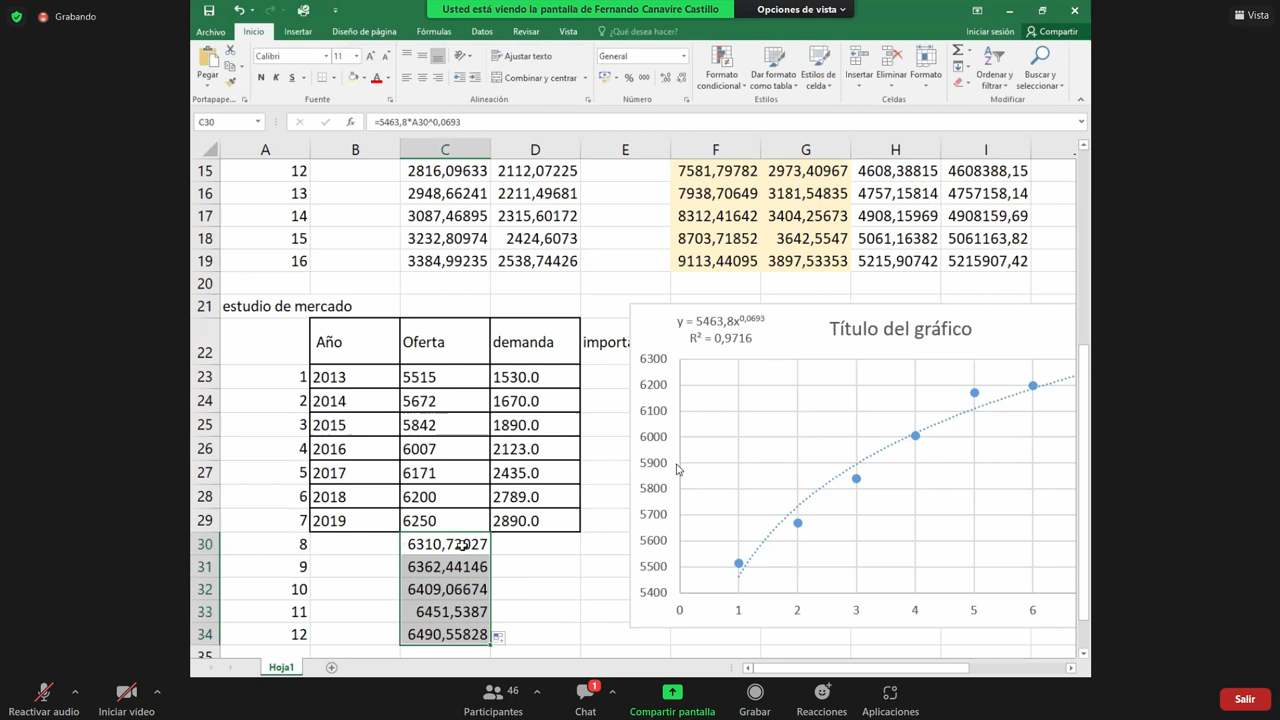 Grabando
Usted está viendo la pantalla de Fernando Canavire Castillo
Opciones de vista
Vista
Archivo Inicio Insertar Diseño de página Fórmulas Datos Revisar Vista ¿Qué desea hacer? Iniciar sesión Compartir
Pegar
Calibri 11
N K S
Ajustar texto
Combinar y centrar
General
% 000
Formato condicional
Dar formato como tabla
Estilos de celda
Insertar Eliminar Formato
Ordenar y filtrar
Buscar y seleccionar
Portapape... Fuente Alineación Número Estilos Celdas Modificar
C30 fx =5463,8*A30^0,0693
A B C D E F G H I
15 12 2816,09633 2112,07225 7581,79782 2973,40967 4608,38815 4608388,15
16 13 2948,66241 2211,49681 7938,70649 3181,54835 4757,15814 4757158,14
17 14 3087,46895 2315,60172 8312,41642 3404,25673 4908,15969 4908159,69
18 15 3232,80974 2424,6073 8703,71852 3642,5547 5061,16382 5061163,82
19 16 3384,99235 2538,74426 9113,44095 3897,53353 5215,90742 5215907,42
20
21 estudio de mercado
22 Año Oferta demanda importa
23 1 2013 5515 1530.0
24 2 2014 5672 1670.0
25 3 2015 5842 1890.0
26 4 2016 6007 2123.0
27 5 2017 6171 2435.0
28 6 2018 6200 2789.0
29 7 2019 6250 2890.0
30 8 6310,72027
31 9 6362,44146
32 10 6409,06674
33 11 6451,5387
34 12 6490,55828
35
y = 5463,8x^0,0693
R² = 0,9716
Título del gráfico
6300
6200
6100
6000
5900
5800
5700
5600
5500
5400
0 1 2 3 4 5 6
Hoja1
Reactivar audio
Iniciar video
46
Participantes
1
Chat
Compartir pantalla
Grabar
Reacciones
Aplicaciones
Salir